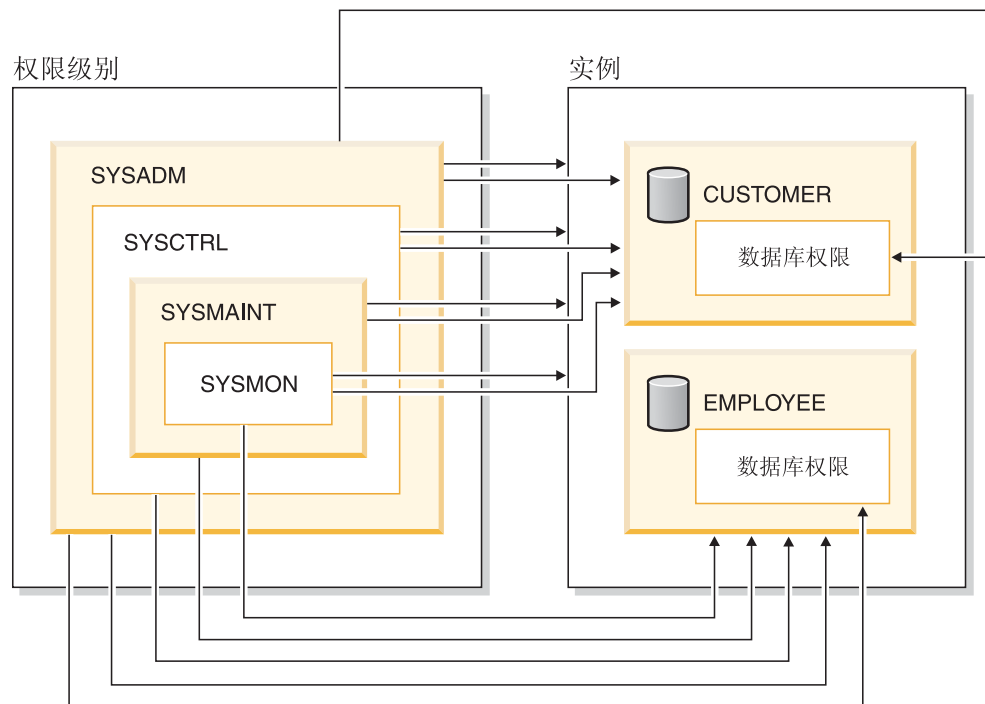 权限级别
SYSADM
SYSCTRL
SYSMAINT
SYSMON
实例
CUSTOMER
数据库权限
EMPLOYEE
数据库权限